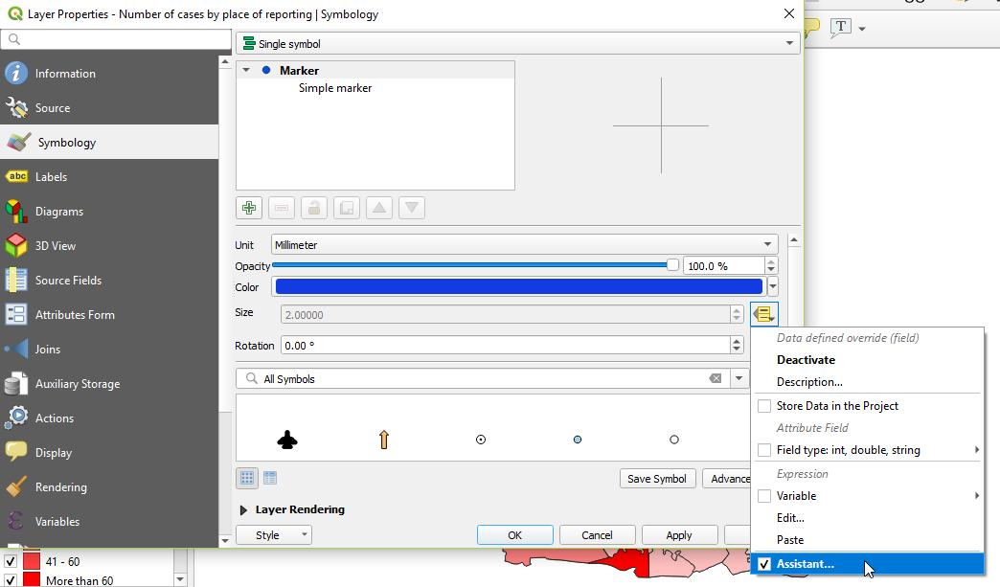 Layer Properties - Number of cases by place of reporting | Symbology
T
Single symbol
Information
Source
Symbology
abc Labels
Diagrams
3D View
Source Fields
Attributes Form
Joins
Auxiliary Storage
Actions
Display
Rendering
Variables
Marker
Simple marker
Unit Millimeter
Opacity 100.0 %
Color
Size 2.00000
Rotation 0.00 °
All Symbols
Save Symbol
Advance
Layer Rendering
Style
OK
Cancel
Apply
Data defined override (field)
Deactivate
Description...
Store Data in the Project
Attribute Field
Field type: int, double, string
Expression
Variable
Edit...
Paste
Assistant...
41 - 60
More than 60